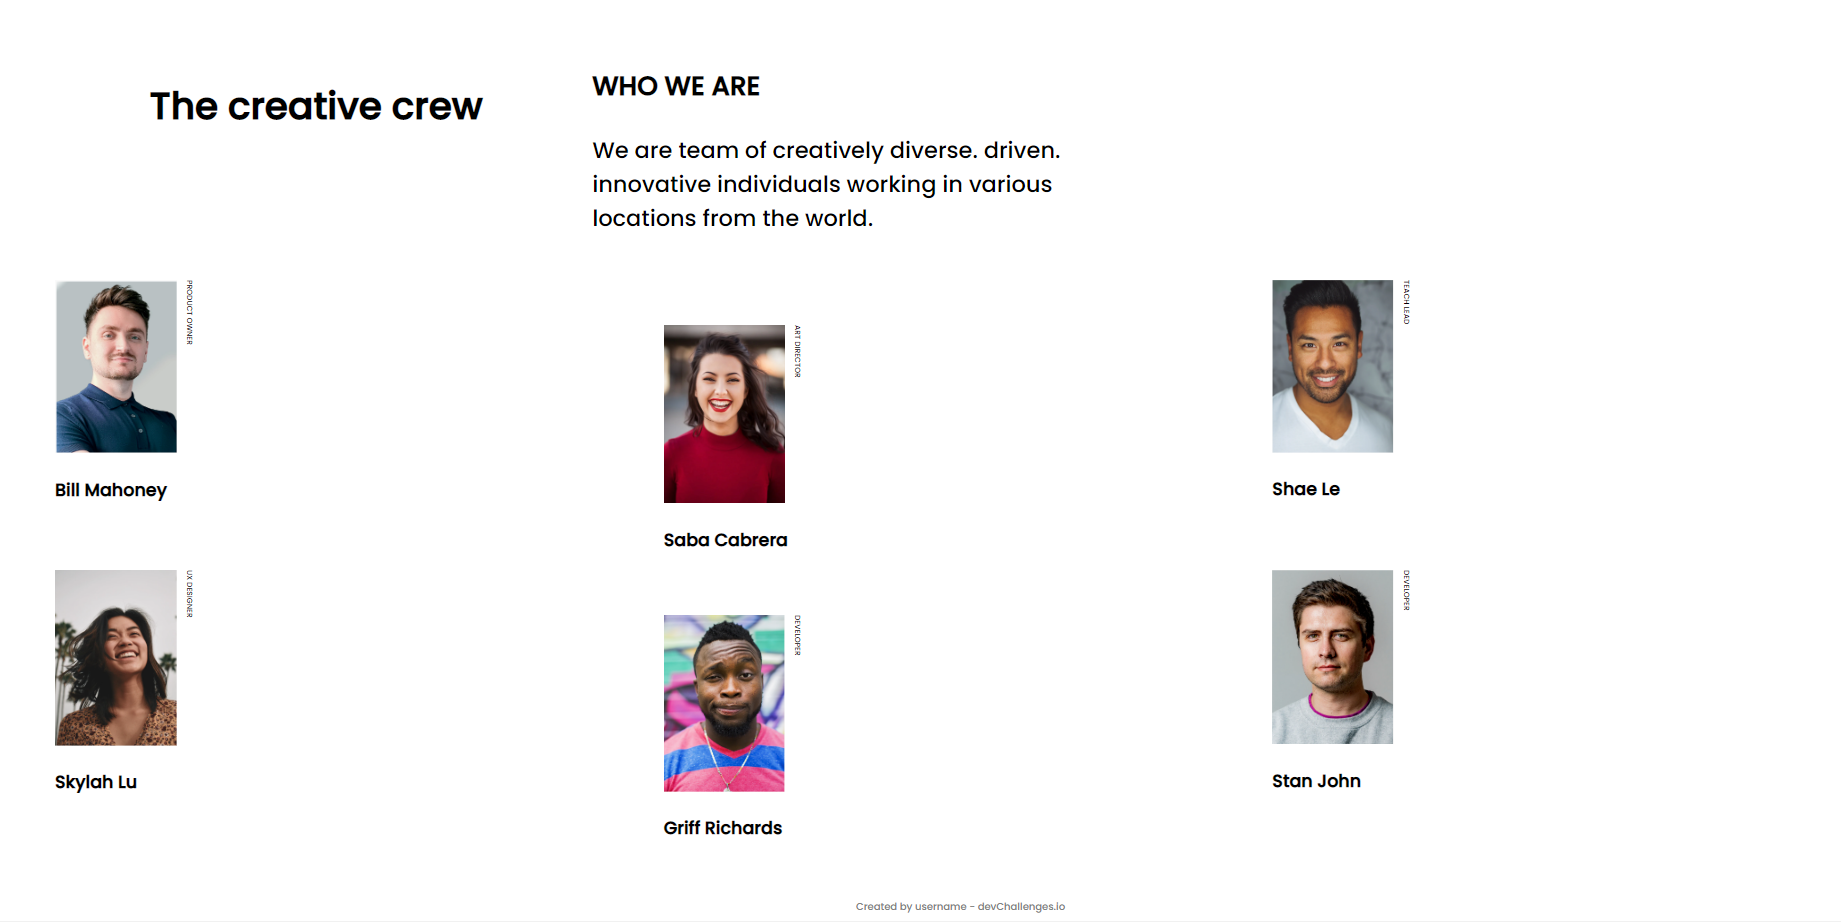 The creative crew
WHO WE ARE
We are team of creatively diverse. driven.
innovative individuals working in various
locations from the world.
PRODUCT OWNER
Bill Mahoney
ART DIRECTOR
Saba Cabrera
TEACH LEAD
Shae Le
UX DESIGNER
Skylah Lu
DEVELOPER
Griff Richards
DEVELOPER
Stan John
Created by username - devChallenges.io